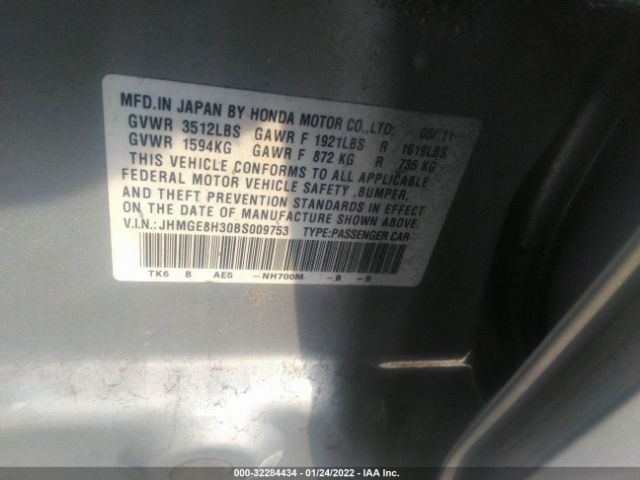 MFD.IN JAPAN BY HONDA MOTOR CO.,LTD. 05/11
GVWR 3512LBS GAWR F 1921LBS R 1619LBS
GVWR 1594KG GAWR F 872 KG R 735 KG
THIS VEHICLE CONFORMS TO ALL APPLICABLE
FEDERAL MOTOR VEHICLE SAFETY ,BUMPER,
AND THEFT PREVENTION STANDARDS IN EFFECT
ON THE DATE OF MANUFACTURE SHOWN ABOVE.
V.I.N.: JHMGE8H30BS009753 TYPE:PASSENGER CAR
TK6 B AE5 -NH700M -B -S
000-32284434 - 01/24/2022 - IAA Inc.